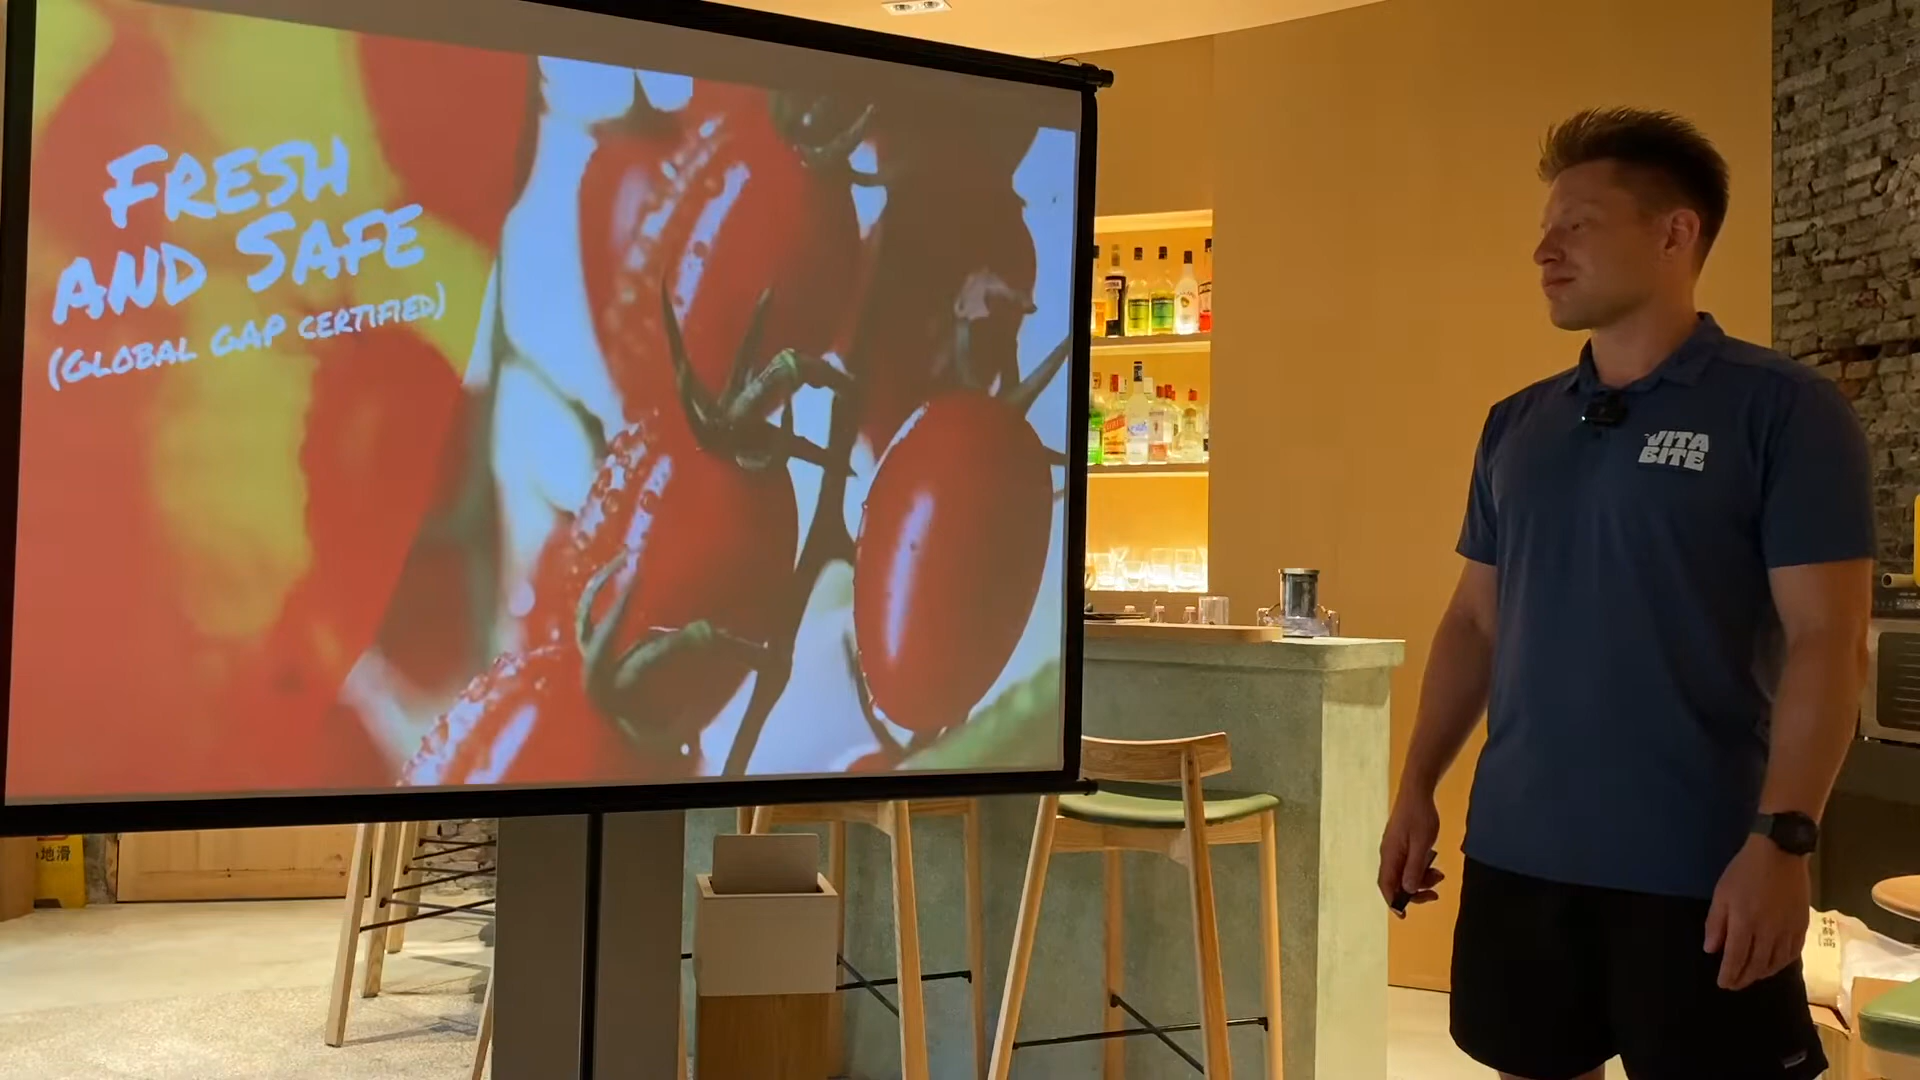 FRESH
AND SAFE
(GLOBAL GAP CERTIFIED)
VITA
BITE
地滑